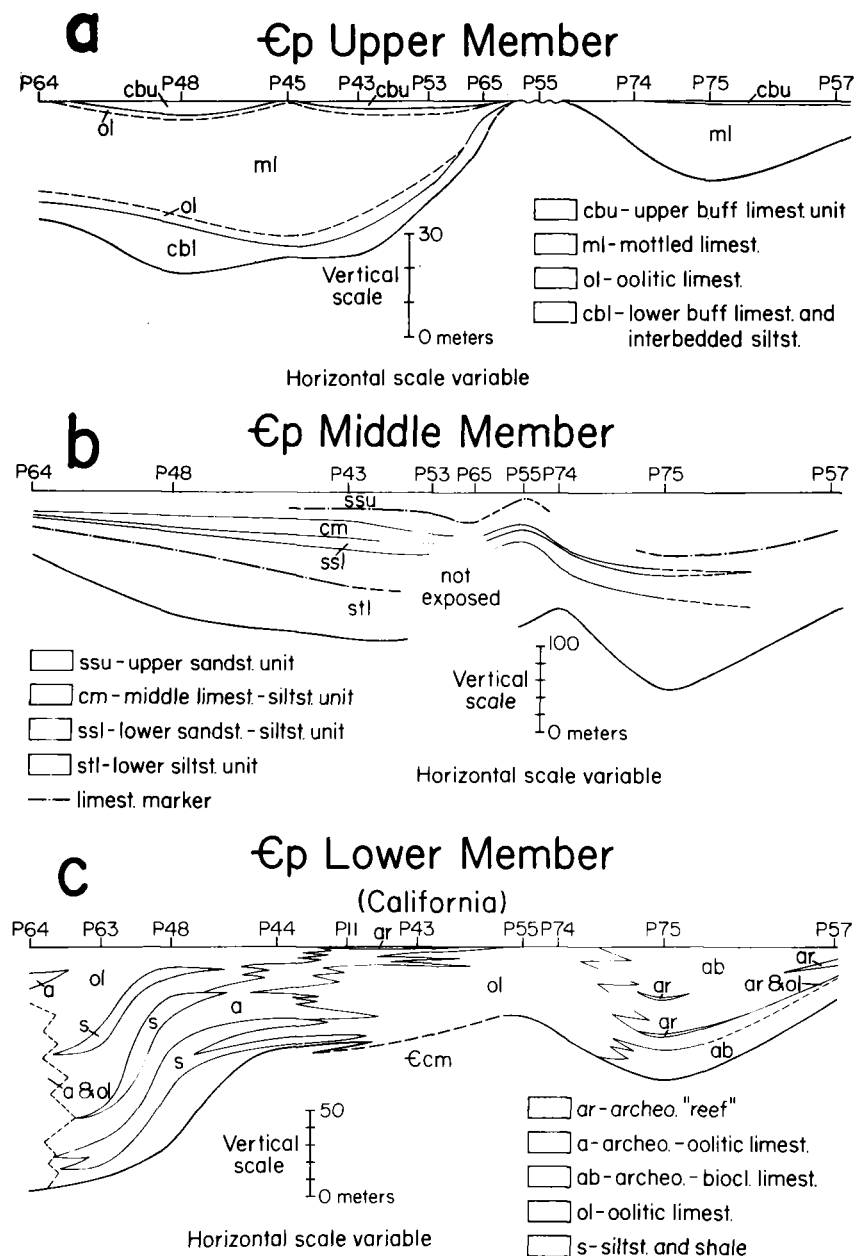 a
Єp Upper Member
P64 P48 P45 P43 P53 P65 P55 P74 P75 P57
cbu cbu cbu
ol
ml ml
ol
cbl
30
Vertical scale
0 meters
cbu-upper buff limest. unit
ml-mottled limest.
ol-oolitic limest.
cbl-lower buff limest. and
interbedded siltst.
Horizontal scale variable
b
Єp Middle Member
P64 P48 P43 P53 P65 P55 P74 P75 P57
ssu
cm
ssl
not
exposed
stl
100
Vertical
scale
0 meters
ssu-upper sandst. unit
cm-middle limest.-siltst. unit
ssl-lower sandst.-siltst. unit
stl-lower siltst. unit
limest. marker
Horizontal scale variable
c
Єp Lower Member
(California)
P64 P63 P48 P44 P11 ar P43 P55 P74 P75 P57
ol ol ab ar
a ar & ol
s s a ar
ar
s
a & ol Єcm ab
50
Vertical
scale
0 meters
ar-archeo. "reef"
a-archeo.-oolitic limest.
ab-archeo.-biocl. limest.
ol-oolitic limest.
s-siltst. and shale
Horizontal scale variable